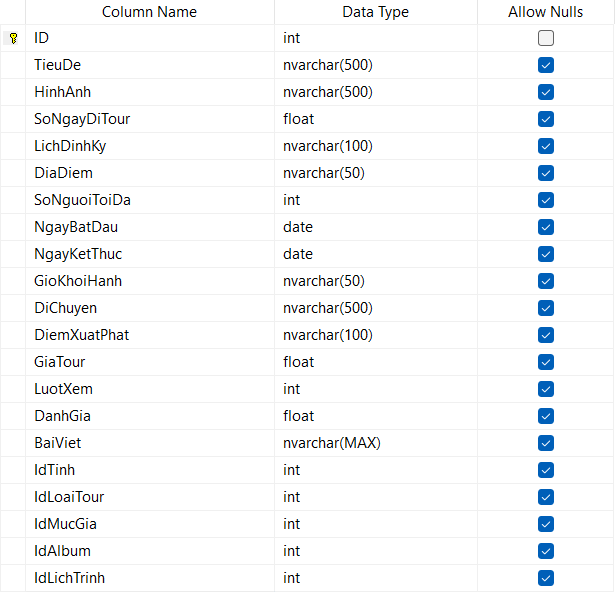 Column Name Data Type Allow Nulls
ID int
TieuDe nvarchar(500)
HinhAnh nvarchar(500)
SoNgayDiTour float
LichDinhKy nvarchar(100)
DiaDiem nvarchar(50)
SoNguoiToiDa int
NgayBatDau date
NgayKetThuc date
GioKhoiHanh nvarchar(50)
DiChuyen nvarchar(500)
DiemXuatPhat nvarchar(100)
GiaTour float
LuotXem int
DanhGia float
BaiViet nvarchar(MAX)
IdTinh int
IdLoaiTour int
IdMucGia int
IdAlbum int
IdLichTrinh int